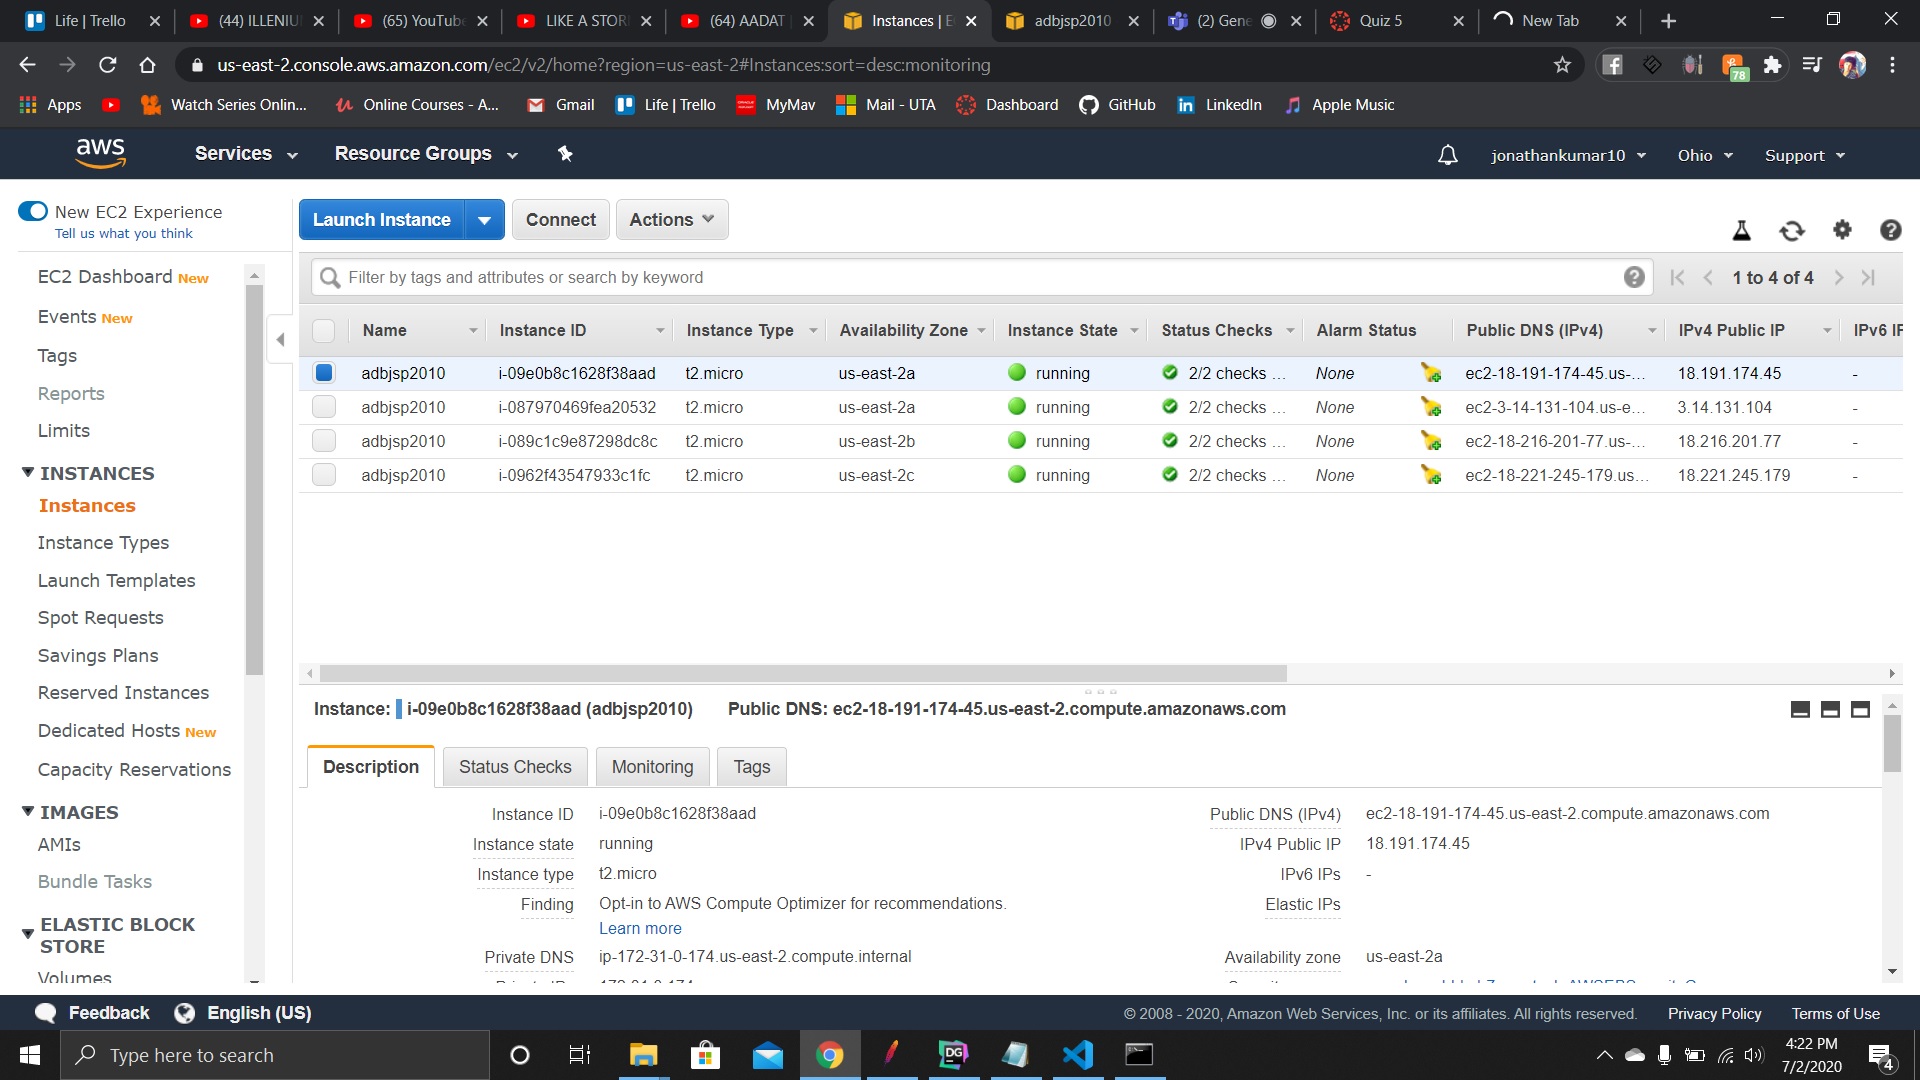 Life | Trello
(44) ILLENIU
(65) YouTube
LIKE A STOR
(64) AADAT
Instances | E
adbjsp2010
(2) Gene
Quiz 5
New Tab
us-east-2.console.aws.amazon.com/ec2/v2/home?region=us-east-2#Instances:sort=desc:monitoring
78
Apps
Watch Series Onlin...
Online Courses - A...
Gmail
Life | Trello
MyMav
Mail - UTA
Dashboard
GitHub
LinkedIn
Apple Music
aws
Services
Resource Groups
jonathankumar10
Ohio
Support
New EC2 Experience
Tell us what you think
EC2 Dashboard New
Events New
Tags
Reports
Limits
INSTANCES
Instances
Instance Types
Launch Templates
Spot Requests
Savings Plans
Reserved Instances
Dedicated Hosts New
Capacity Reservations
IMAGES
AMIs
Bundle Tasks
ELASTIC BLOCK
STORE
Volumes
Launch Instance
Connect
Actions
Filter by tags and attributes or search by keyword
1 to 4 of 4
Name Instance ID Instance Type Availability Zone Instance State Status Checks Alarm Status Public DNS (IPv4) IPv4 Public IP IPv6 IP
adbjsp2010 i-09e0b8c1628f38aad t2.micro us-east-2a running 2/2 checks ... None ec2-18-191-174-45.us-... 18.191.174.45 -
adbjsp2010 i-087970469fea20532 t2.micro us-east-2a running 2/2 checks ... None ec2-3-14-131-104.us-e... 3.14.131.104 -
adbjsp2010 i-089c1c9e87298dc8c t2.micro us-east-2b running 2/2 checks ... None ec2-18-216-201-77.us-... 18.216.201.77 -
adbjsp2010 i-0962f43547933c1fc t2.micro us-east-2c running 2/2 checks ... None ec2-18-221-245-179.us... 18.221.245.179 -
Instance: i-09e0b8c1628f38aad (adbjsp2010) Public DNS: ec2-18-191-174-45.us-east-2.compute.amazonaws.com
Description
Status Checks
Monitoring
Tags
Instance ID i-09e0b8c1628f38aad
Instance state running
Instance type t2.micro
Finding Opt-in to AWS Compute Optimizer for recommendations.
Learn more
Private DNS ip-172-31-0-174.us-east-2.compute.internal
Public DNS (IPv4) ec2-18-191-174-45.us-east-2.compute.amazonaws.com
IPv4 Public IP 18.191.174.45
IPv6 IPs -
Elastic IPs
Availability zone us-east-2a
Feedback
English (US)
© 2008 - 2020, Amazon Web Services, Inc. or its affiliates. All rights reserved.
Privacy Policy
Terms of Use
Type here to search
DG
4:22 PM
7/2/2020
4